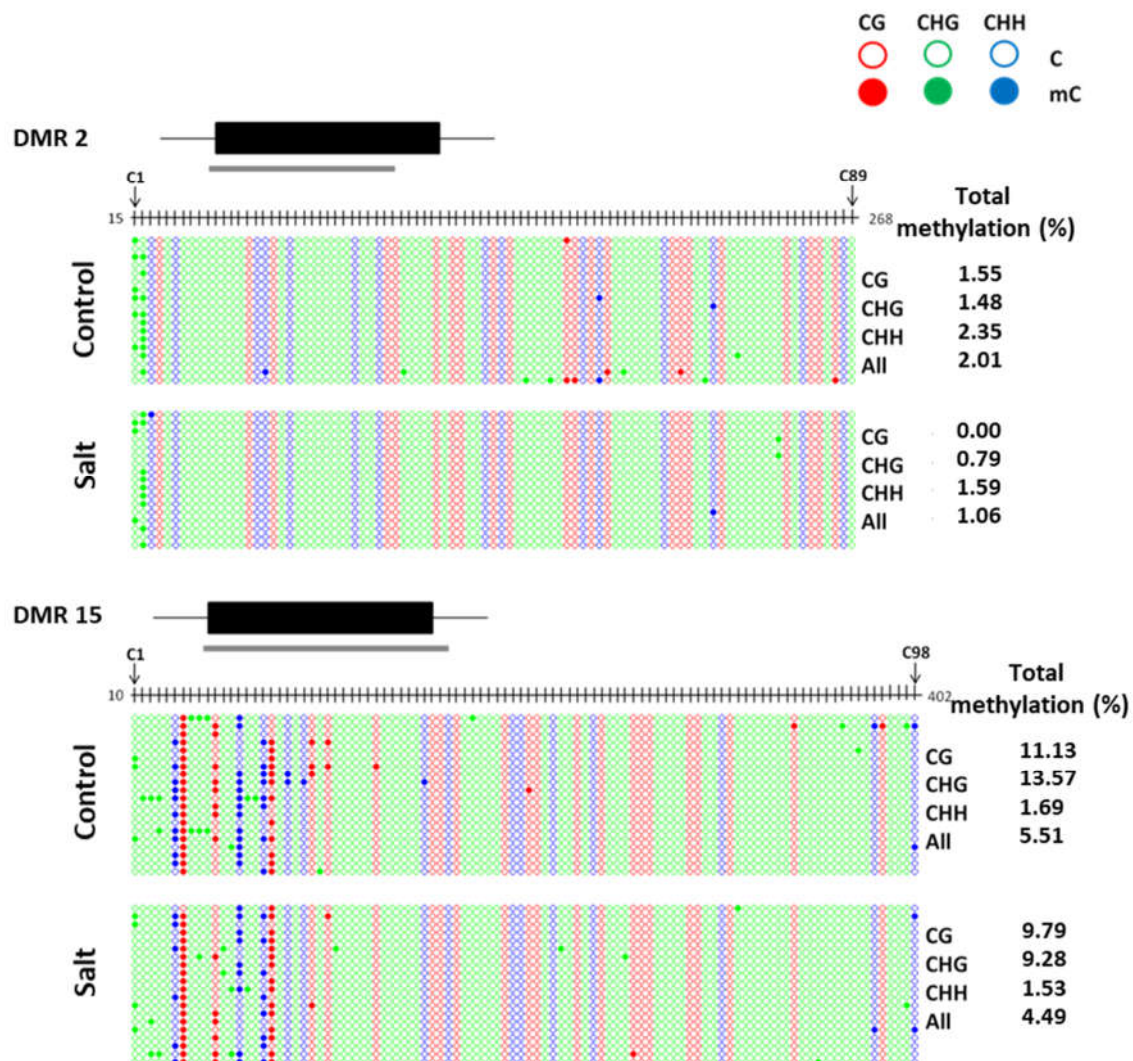 CG CHG CHH
C
mC
DMR 2
C1
C89
15
268
Total
methylation (%)
Control
CG 1.55
CHG 1.48
CHH 2.35
All 2.01
Salt
CG 0.00
CHG 0.79
CHH 1.59
All 1.06
DMR 15
C1
C98
10
402
Total
methylation (%)
Control
CG 11.13
CHG 13.57
CHH 1.69
All 5.51
Salt
CG 9.79
CHG 9.28
CHH 1.53
All 4.49